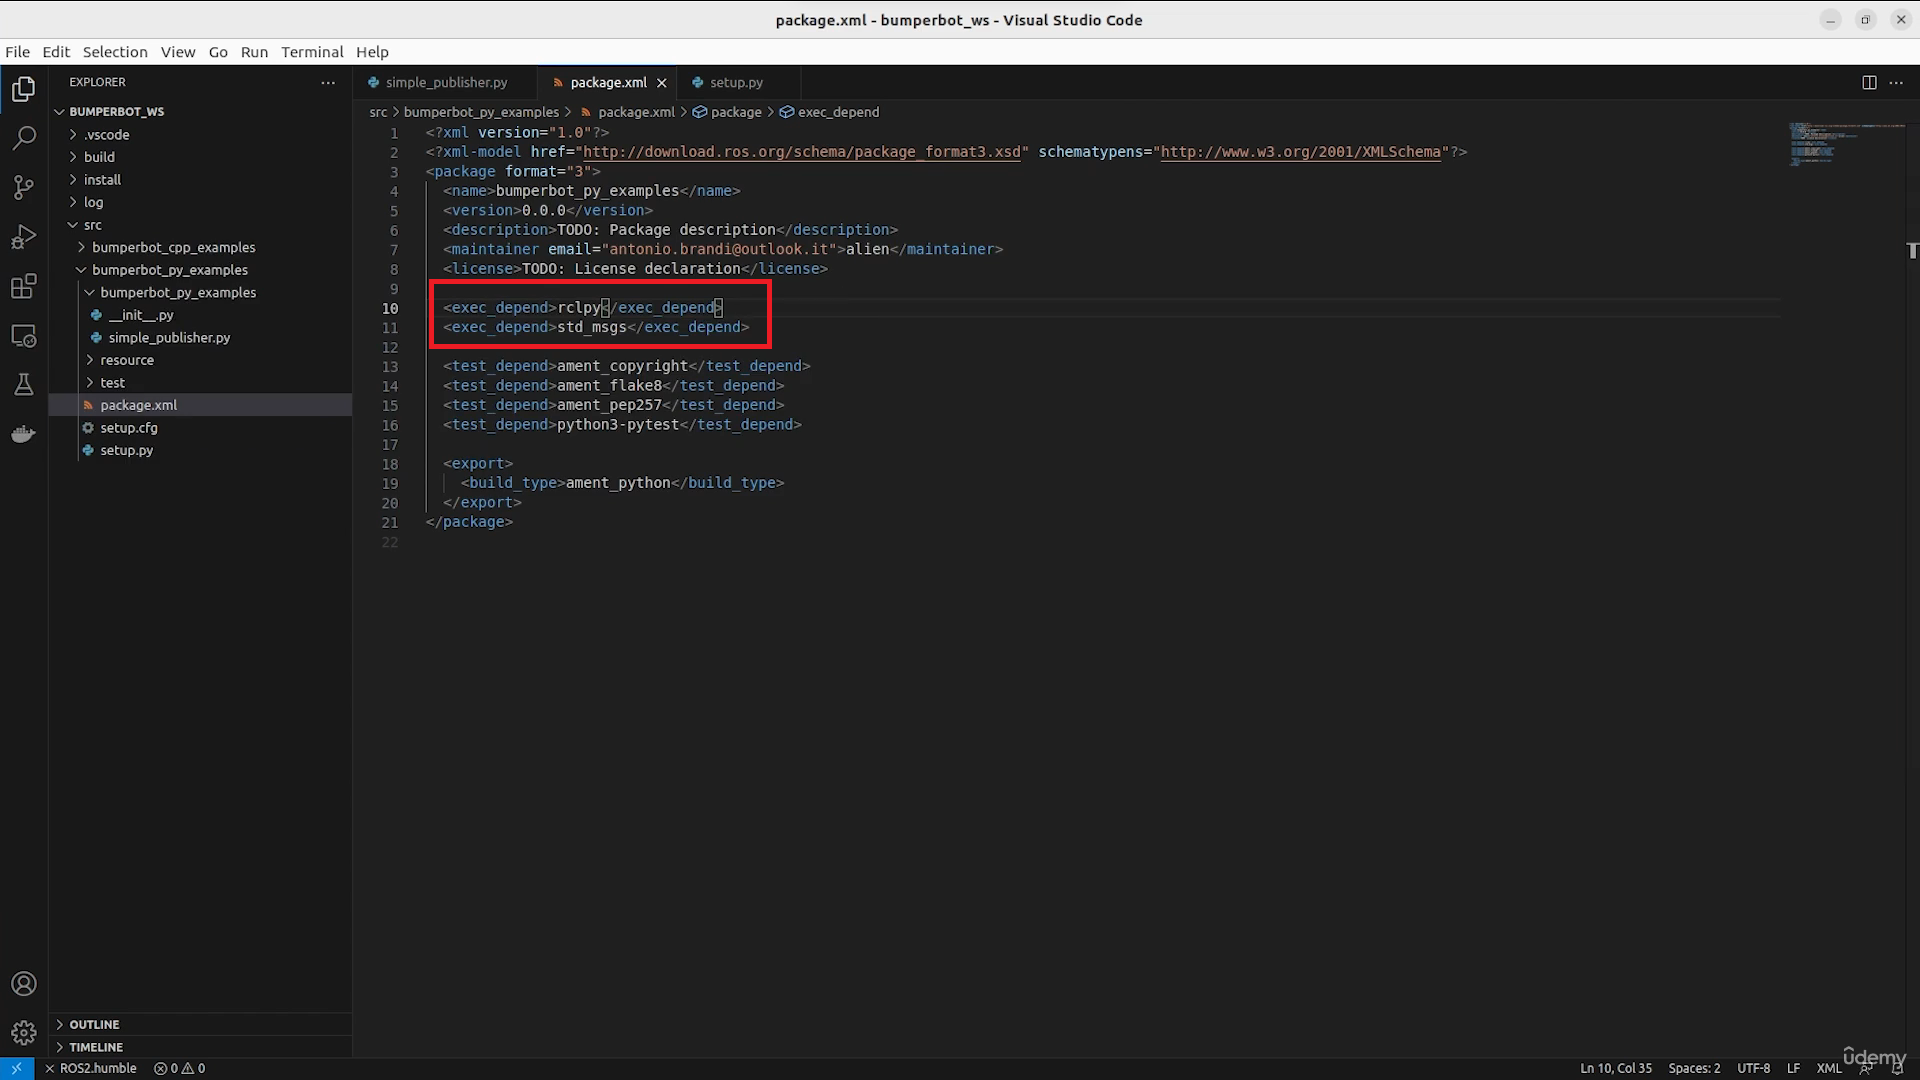 package.xml - bumperbot_ws - Visual Studio Code
File Edit Selection View Go Run Terminal Help
EXPLORER
BUMPERBOT_WS
.vscode
build
install
log
src
bumperbot_cpp_examples
bumperbot_py_examples
bumperbot_py_examples
__init__.py
simple_publisher.py
resource
test
package.xml
setup.cfg
setup.py
OUTLINE
TIMELINE
simple_publisher.py package.xml setup.py
src > bumperbot_py_examples > package.xml > package > exec_depend
1 <?xml version="1.0"?>
2 <?xml-model href="http://download.ros.org/schema/package_format3.xsd" schematypens="http://www.w3.org/2001/XMLSchema"?>
3 <package format="3">
4 <name>bumperbot_py_examples</name>
5 <version>0.0.0</version>
6 <description>TODO: Package description</description>
7 <maintainer email="antonio.brandi@outlook.it">alien</maintainer>
8 <license>TODO: License declaration</license>
9
10 <exec_depend>rclpy</exec_depend>
11 <exec_depend>std_msgs</exec_depend>
12
13 <test_depend>ament_copyright</test_depend>
14 <test_depend>ament_flake8</test_depend>
15 <test_depend>ament_pep257</test_depend>
16 <test_depend>python3-pytest</test_depend>
17
18 <export>
19 <build_type>ament_python</build_type>
20 </export>
21 </package>
22
ROS2.humble 0 0 Ln 10, Col 35 Spaces: 2 UTF-8 LF XML
udemy